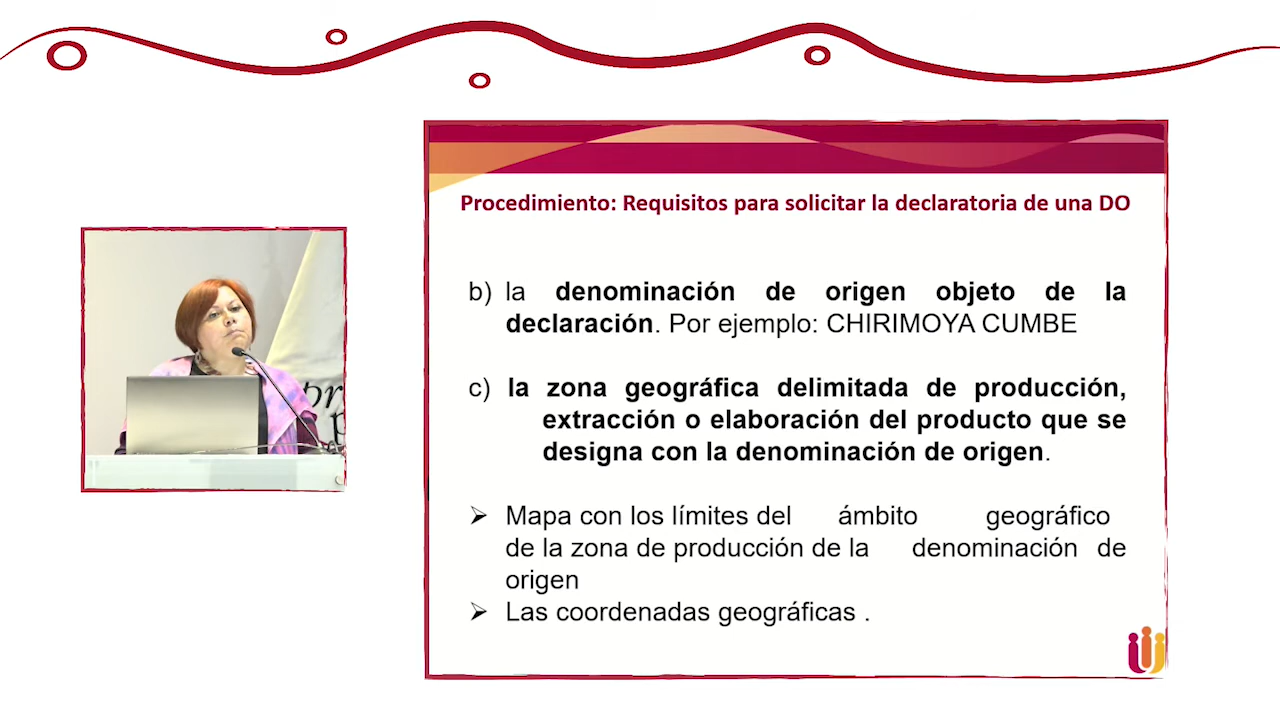 Procedimiento: Requisitos para solicitar la declaratoria de una DO
b) la denominación de origen objeto de la
declaración. Por ejemplo: CHIRIMOYA CUMBE
c) la zona geográfica delimitada de producción,
extracción o elaboración del producto que se
designa con la denominación de origen.
➢ Mapa con los límites del ámbito geográfico
de la zona de producción de la denominación de
origen
➢ Las coordenadas geográficas .